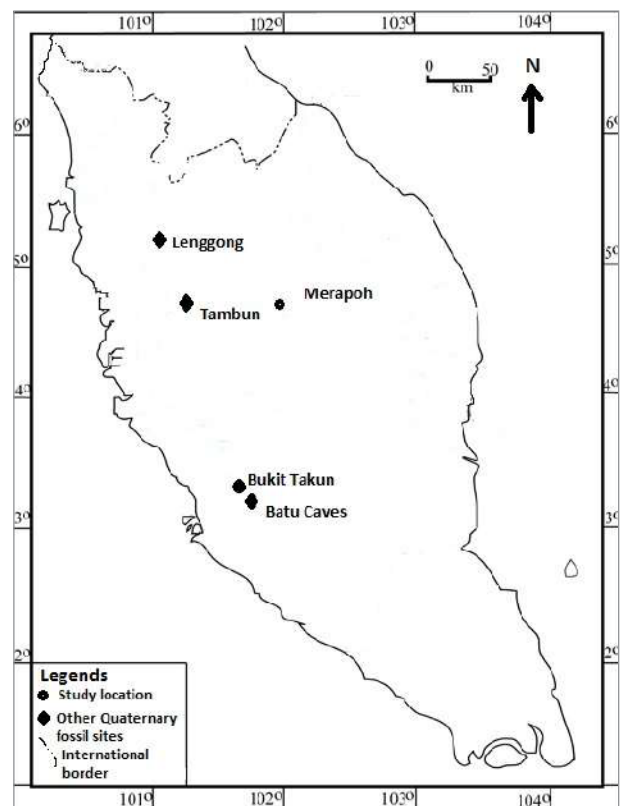 101º 102º 103º 104º
0 50
km
N
6º 6º
Lenggong
5º 5º
Merapoh
Tambun
4º 4º
Bukit Takun
Batu Caves
3º 3º
2º 2º
Legends
Study location
Other Quaternary
fossil sites
International
border
101º 102º 103º 104º